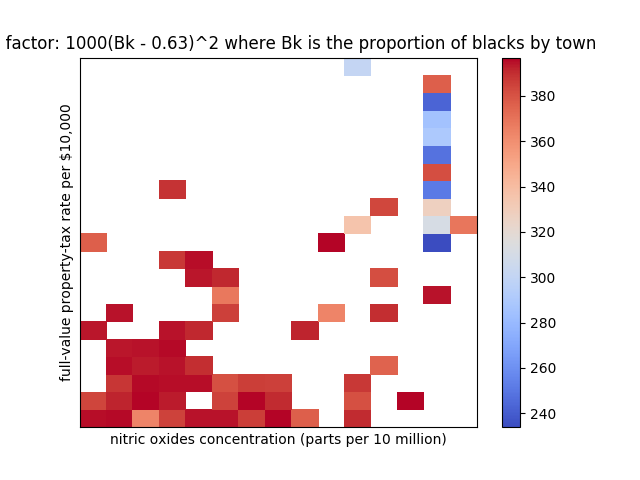 factor: 1000(Bk - 0.63)^2 where Bk is the proportion of blacks by town
full-value property-tax rate per $10,000
nitric oxides concentration (parts per 10 million)
380
360
340
320
300
280
260
240